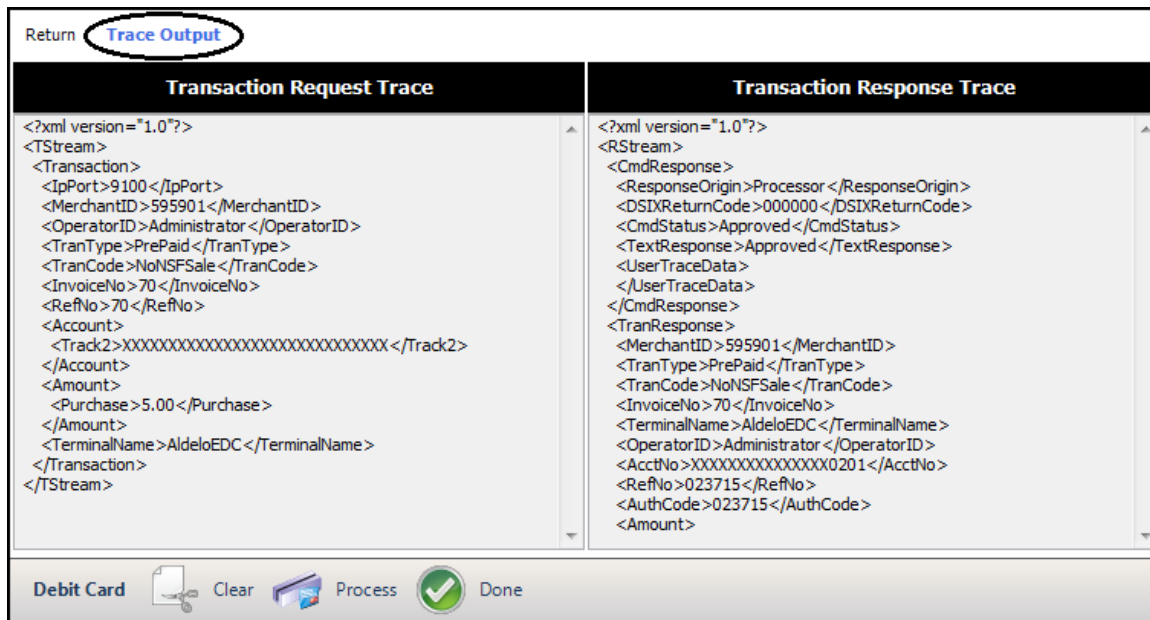 Return Trace Output
Transaction Request Trace
<?xml version="1.0"?>
<TStream>
<Transaction>
<IpPort>9100</IpPort>
<MerchantID>595901</MerchantID>
<OperatorID>Administrator</OperatorID>
<TranType>PrePaid</TranType>
<TranCode>NoNSFSale</TranCode>
<InvoiceNo>70</InvoiceNo>
<RefNo>70</RefNo>
<Account>
<Track2>XXXXXXXXXXXXXXXXXXXXXXXXXXXXX</Track2>
</Account>
<Amount>
<Purchase>5.00</Purchase>
</Amount>
<TerminalName>AldeloEDC</TerminalName>
</Transaction>
</TStream>
Transaction Response Trace
<?xml version="1.0"?>
<RStream>
<CmdResponse>
<ResponseOrigin>Processor</ResponseOrigin>
<DSIXReturnCode>000000</DSIXReturnCode>
<CmdStatus>Approved</CmdStatus>
<TextResponse>Approved</TextResponse>
<UserTraceData>
</UserTraceData>
</CmdResponse>
<TranResponse>
<MerchantID>595901</MerchantID>
<TranType>PrePaid</TranType>
<TranCode>NoNSFSale</TranCode>
<InvoiceNo>70</InvoiceNo>
<TerminalName>AldeloEDC</TerminalName>
<OperatorID>Administrator</OperatorID>
<AcctNo>XXXXXXXXXXXXXXX0201</AcctNo>
<RefNo>023715</RefNo>
<AuthCode>023715</AuthCode>
<Amount>
Debit Card Clear Process Done